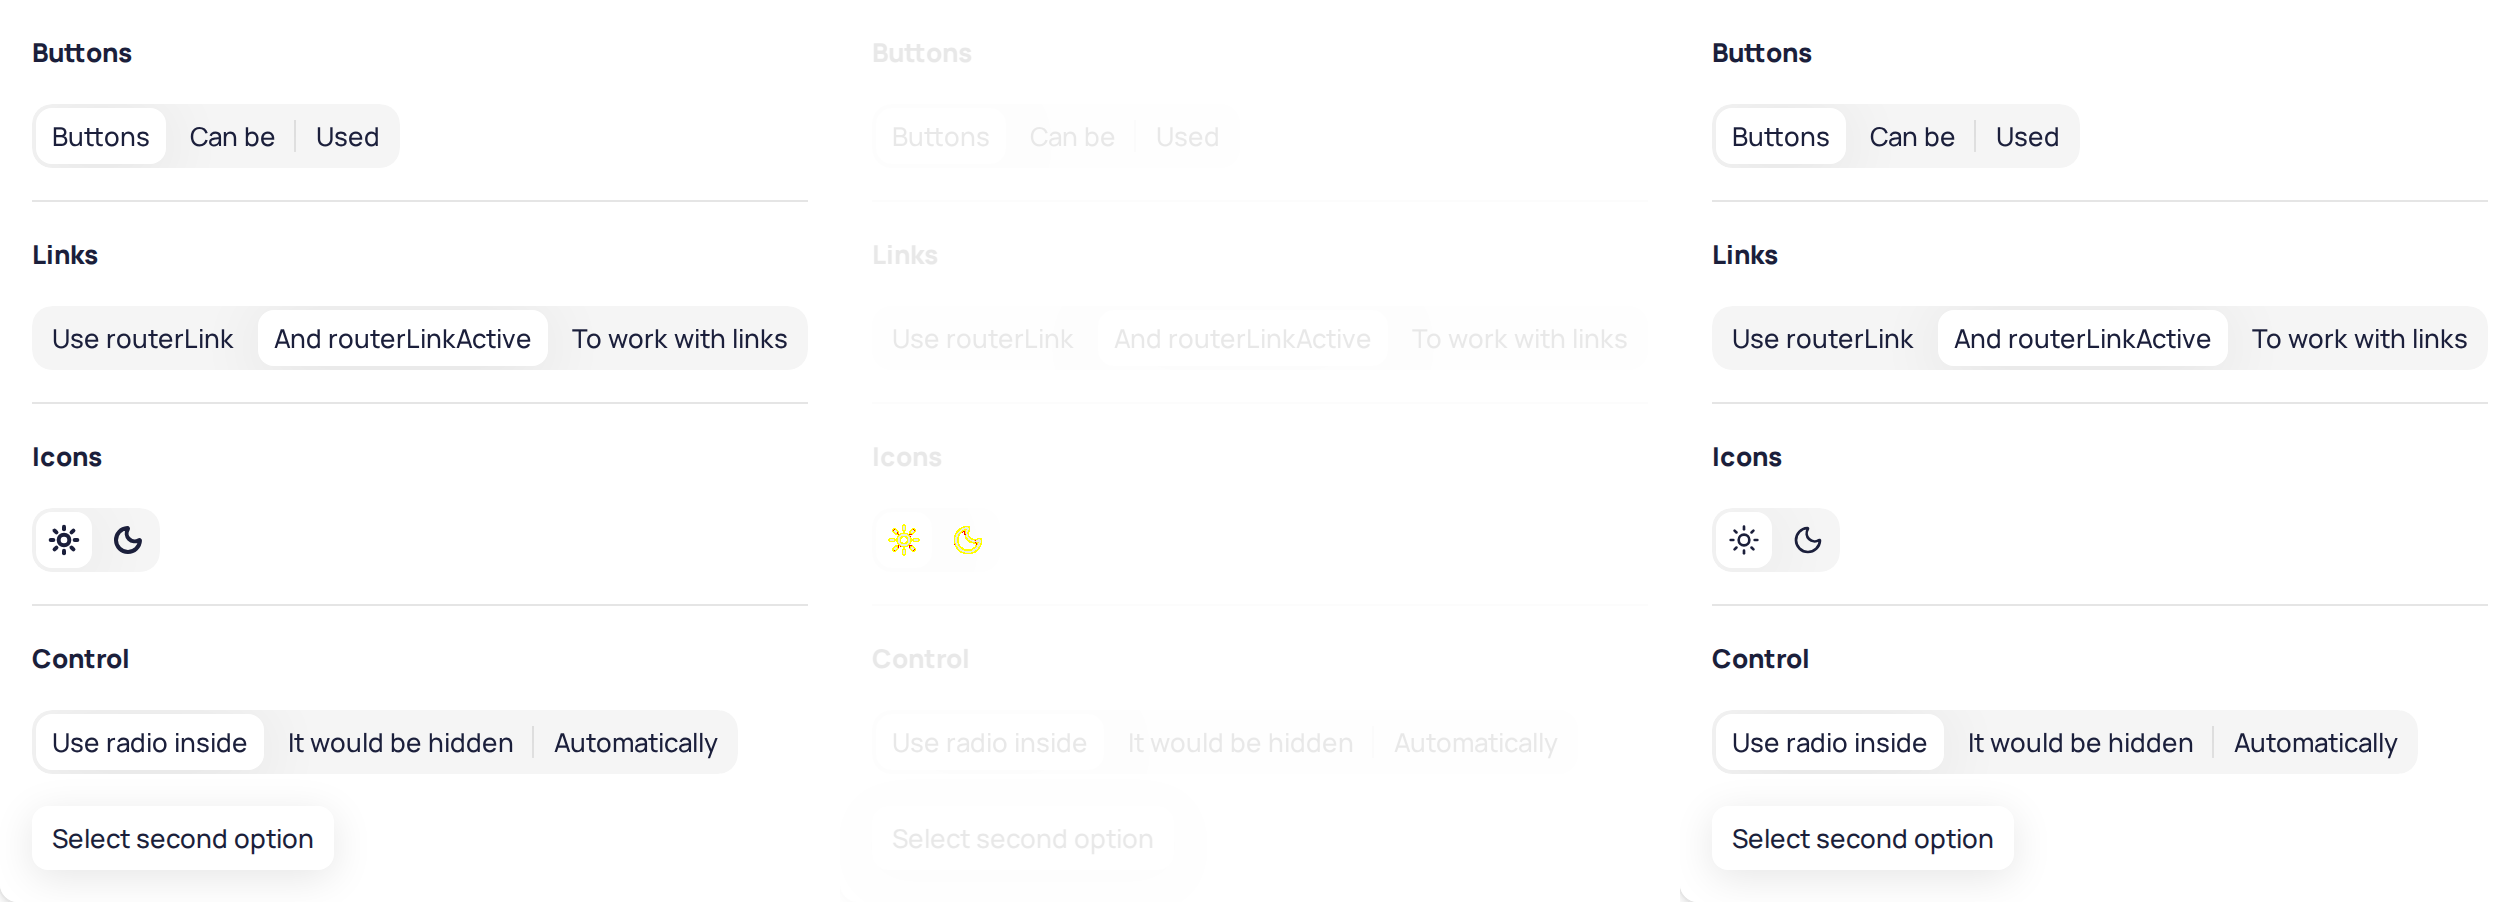 Buttons
Buttons Can be Used
Links
Use routerLink And routerLinkActive To work with links
Icons
Control
Use radio inside It would be hidden Automatically
Select second option
Buttons
Buttons Can be Used
Links
Use routerLink And routerLinkActive To work with links
Icons
Control
Use radio inside It would be hidden Automatically
Select second option
Buttons
Buttons Can be Used
Links
Use routerLink And routerLinkActive To work with links
Icons
Control
Use radio inside It would be hidden Automatically
Select second option